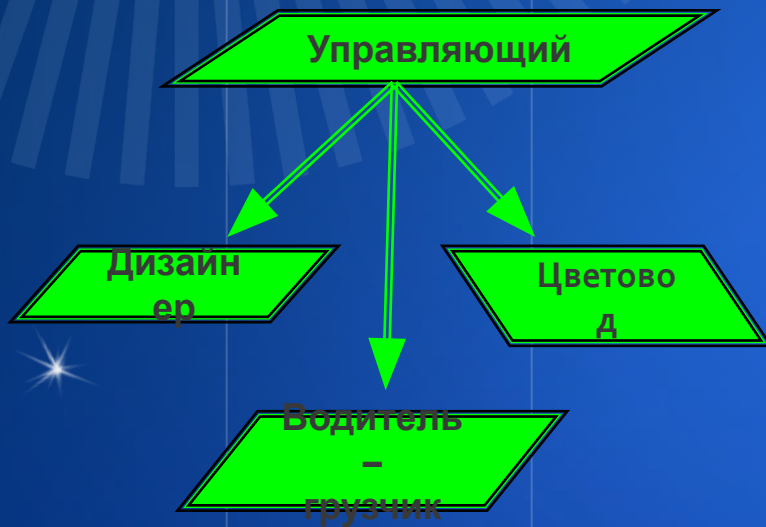 Управляющий
Дизайн
ер
Цветово
д
Водитель
–
грузчик